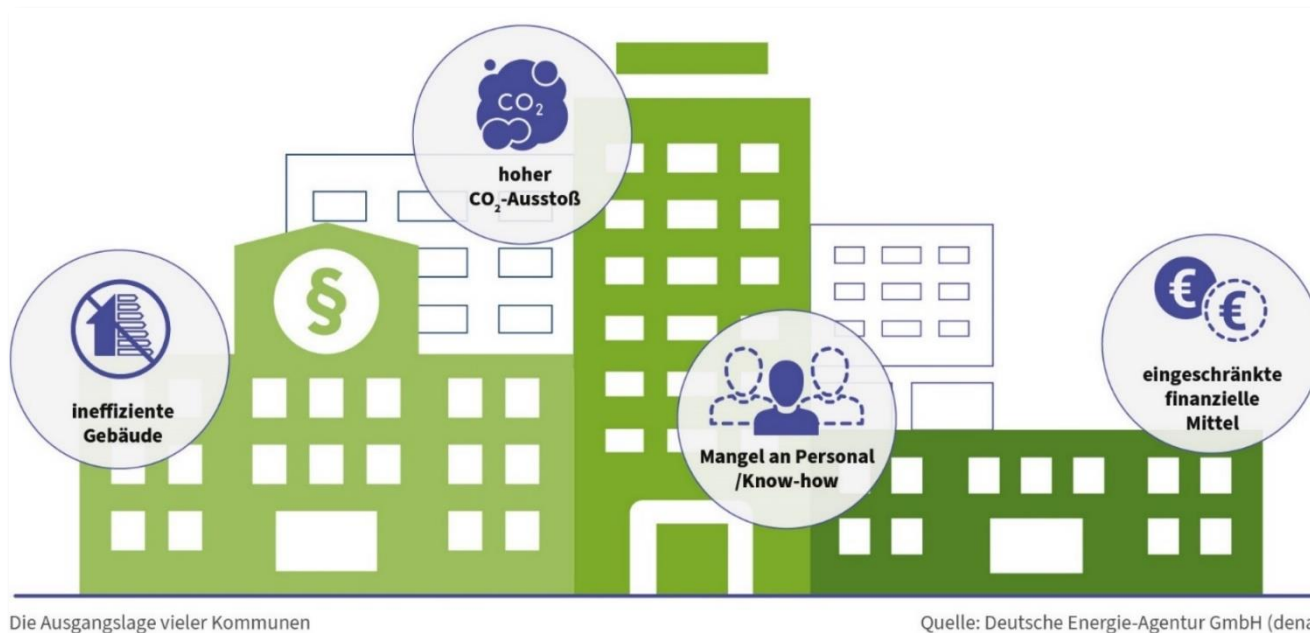 CO₂
hoher
CO₂-Ausstoß
§
€
€
ineffiziente
Gebäude
eingeschränkte
finanzielle
Mittel
Mangel an Personal
/Know-how
Die Ausgangslage vieler Kommunen
Quelle: Deutsche Energie-Agentur GmbH (dena